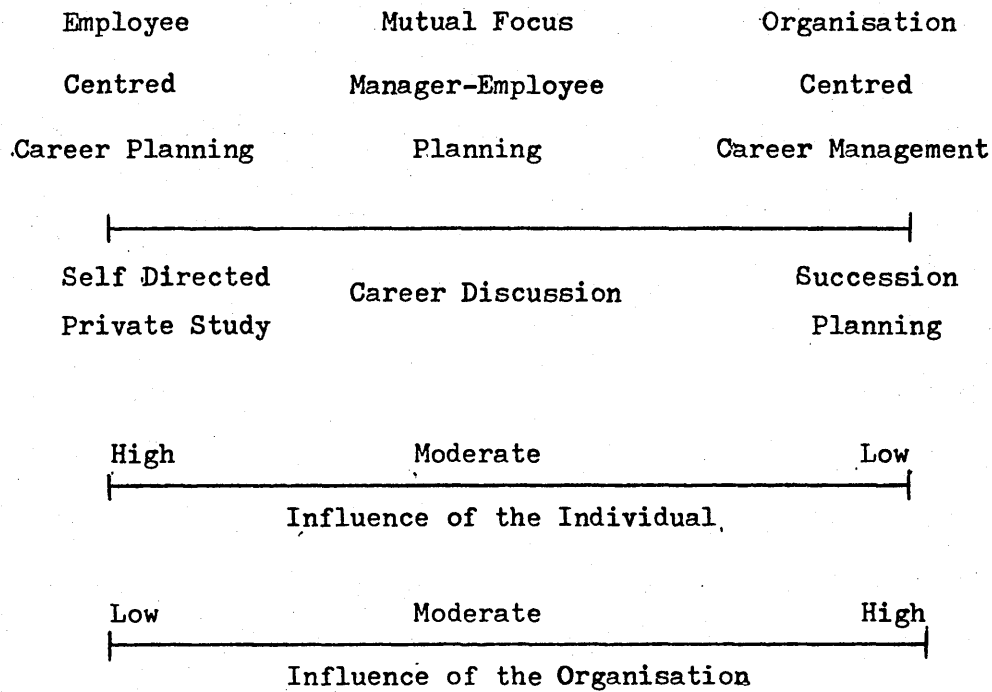 Employee Mutual Focus Organisation
Centred Manager-Employee Centred
Career Planning Planning Career Management
Self Directed Career Discussion Succession
Private Study Planning
High Moderate Low
Influence of the Individual
Low Moderate High
Influence of the Organisation